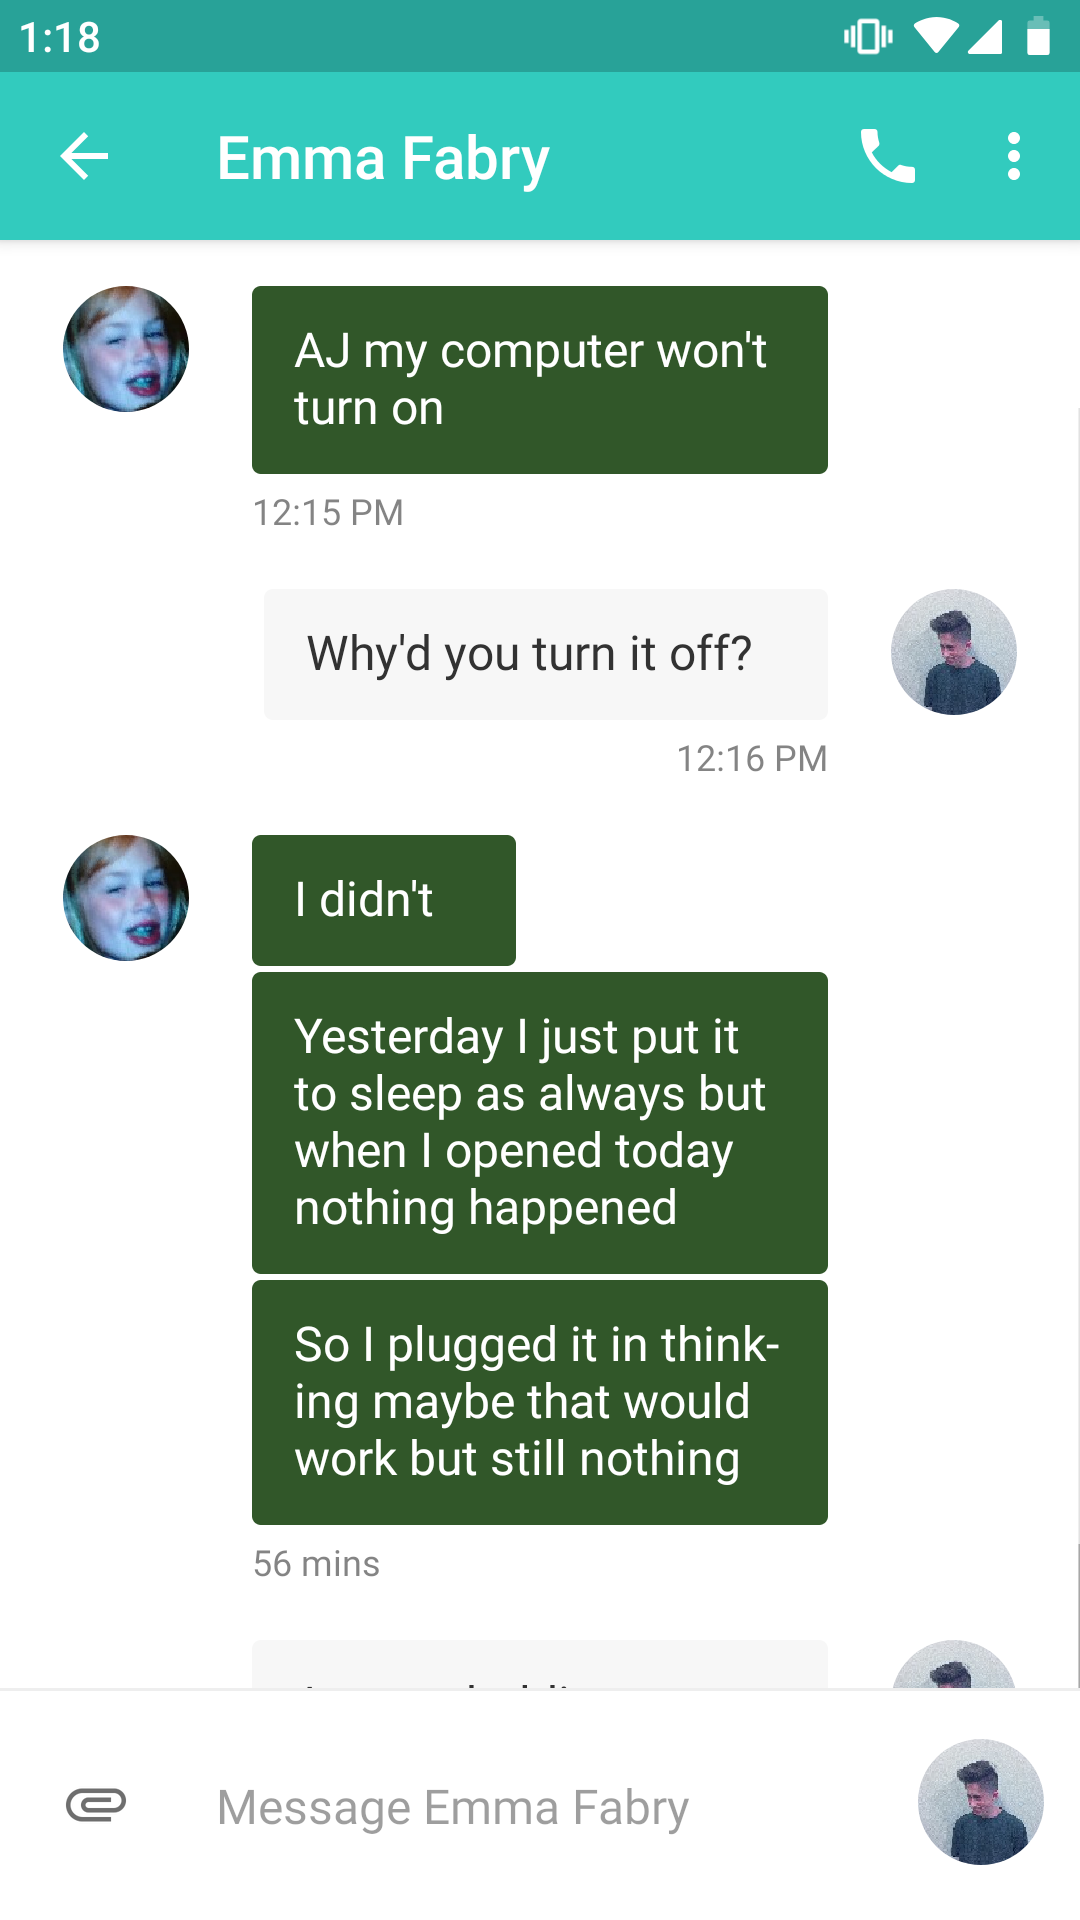 1:18
Emma Fabry
AJ my computer won't
turn on
12:15 PM
Why'd you turn it off?
12:16 PM
I didn't
Yesterday I just put it
to sleep as always but
when I opened today
nothing happened
So I plugged it in think-
ing maybe that would
work but still nothing
56 mins
Message Emma Fabry